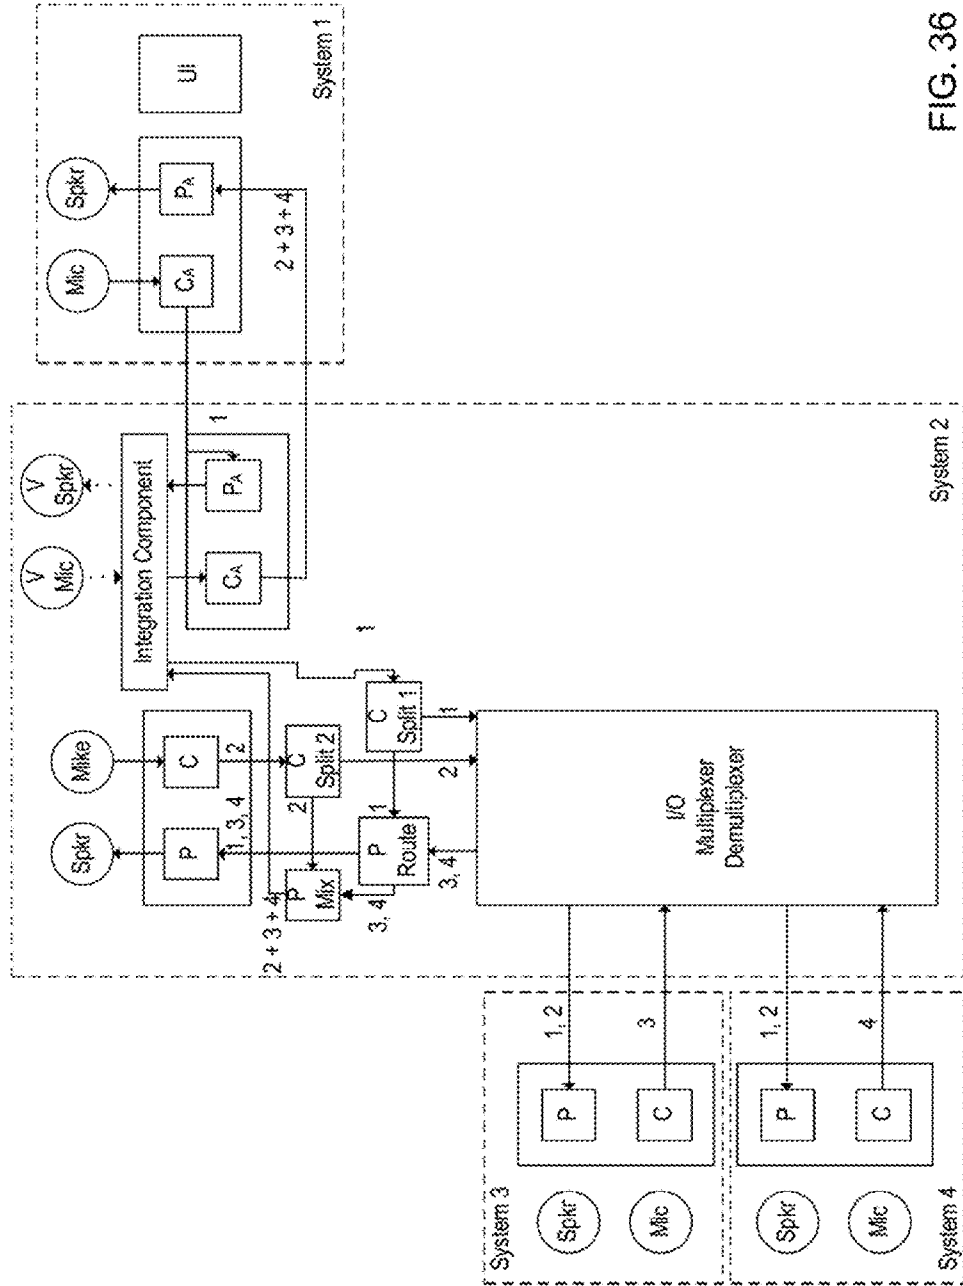 System 3
Spkr
Mic
P
C
1, 2
3
System 4
Spkr
Mic
P
C
1, 2
4
Spkr
Mike
P
C
1, 3, 4
2
2 + 3 + 4
P
Mix
2
C
Split 2
3, 4
P
Route
1
C
Split 1
3, 4
2
1
1
I/O
Multiplexer
Demultiplexer
V
Mic
V
Spkr
Integration Component
CA
PA
1
System 2
Mic
Spkr
CA
PA
UI
2 + 3 + 4
System 1
FIG. 36